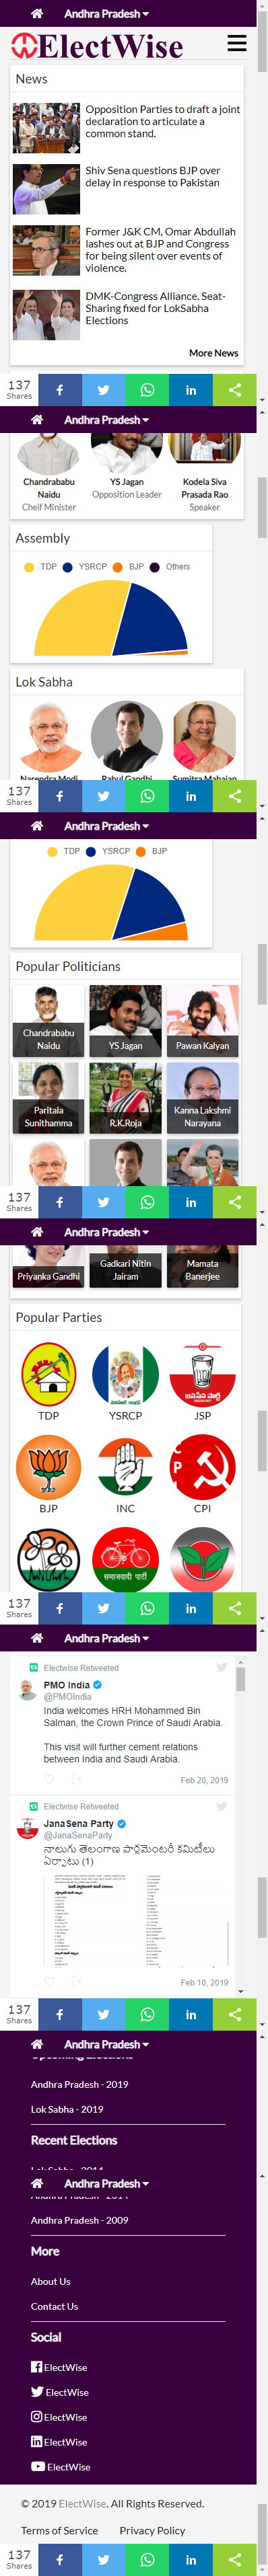 Andhra Pradesh
ElectWise
News
Opposition Parties to draft a joint
declaration to articulate a
common stand.
Shiv Sena questions BJP over
delay in response to Pakistan
Former J&K CM, Omar Abdullah
lashes out at BJP and Congress
for being silent over events of
violence.
DMK-Congress Alliance. Seat-
Sharing fixed for LokSabha
Elections
More News
137
Shares
Andhra Pradesh
Chandrababu
Naidu
Cheif Minister
YS Jagan
Opposition Leader
Kodela Siva
Prasada Rao
Speaker
Assembly
TDP YSRCP BJP Others
Lok Sabha
Narendra Modi Rahul Gandhi Sumitra Mahajan
137
Shares
Andhra Pradesh
TDP YSRCP BJP
Popular Politicians
Chandrababu
Naidu
YS Jagan
Pawan Kalyan
Paritala
Sunithamma
R.K.Roja
Kanna Lakshmi
Narayana
137
Shares
Andhra Pradesh
Priyanka Gandhi
Gadkari Nitin
Jairam
Mamata
Banerjee
Popular Parties
TDP YSRCP JSP
BJP INC CPI
समाजवादी पार्टी
137
Shares
Andhra Pradesh
Electwise Retweeted
PMO India
@PMOIndia
India welcomes HRH Mohammed Bin
Salman, the Crown Prince of Saudi Arabia.
This visit will further cement relations
between India and Saudi Arabia.
Feb 20, 2019
Electwise Retweeted
JanaSena Party
@JanaSenaParty
నాలుగు తెలంగాణ పార్లమెంటరీ కమిటీలు
ఏర్పాటు (1)
Feb 10, 2019
137
Shares
Andhra Pradesh
Upcoming Elections
Andhra Pradesh - 2019
Lok Sabha - 2019
Recent Elections
Lok Sabha - 2014
Andhra Pradesh
Andhra Pradesh - 2014
Andhra Pradesh - 2009
More
About Us
Contact Us
Social
ElectWise
ElectWise
ElectWise
ElectWise
ElectWise
© 2019 ElectWise. All Rights Reserved.
Terms of Service Privacy Policy
137
Shares